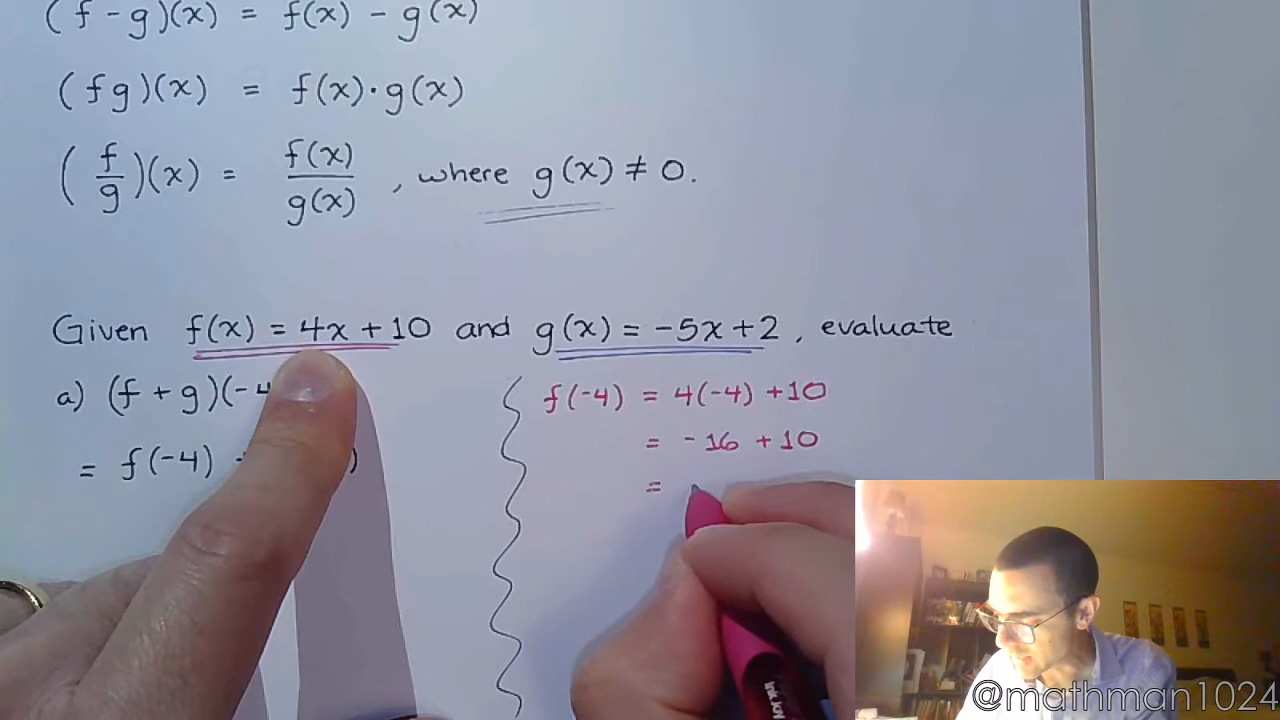 (f - g)(x) = f(x) - g(x)
(fg)(x) = f(x)·g(x)
(f/g)(x) = f(x)/g(x) , where g(x) ≠ 0.
Given f(x) = 4x + 10 and g(x) = -5x + 2 , evaluate
a) (f + g)(-4
= f(-4) )
f(-4) = 4(-4) + 10
= -16 + 10
=
@mathman1024